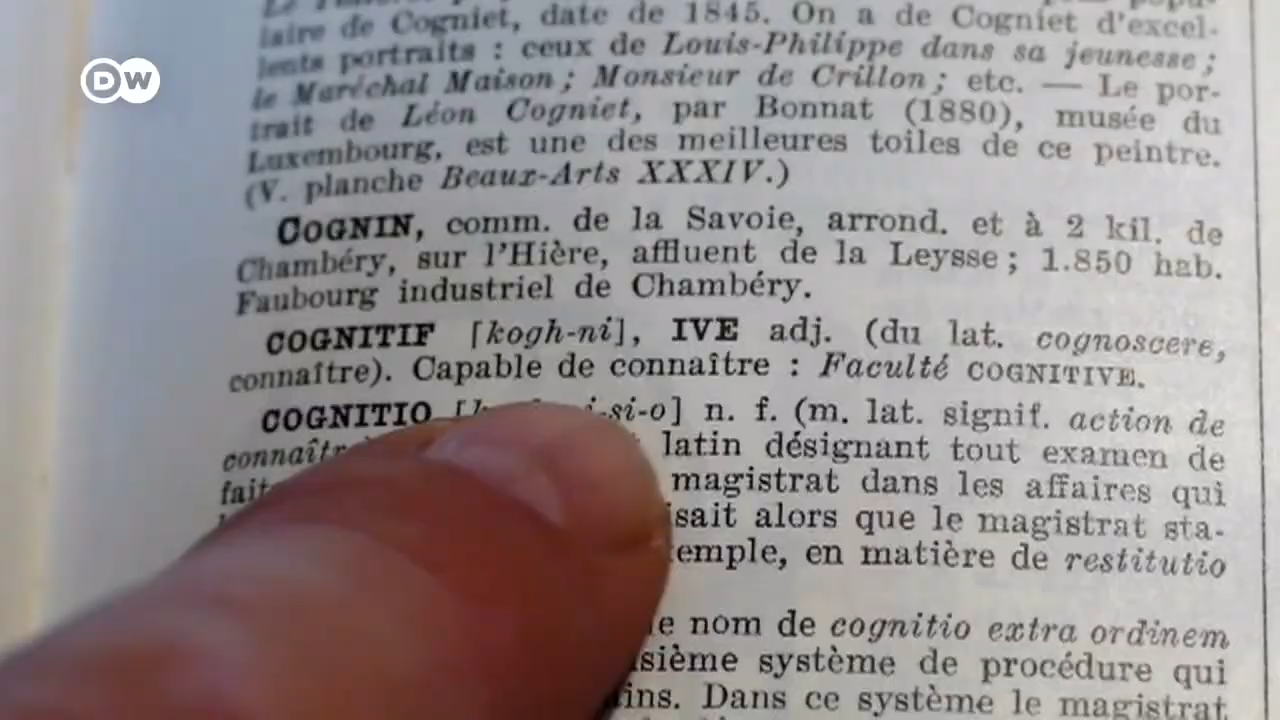 DW
laire de Cogniet, date de 1845. On a de Cogniet d'excel-
lents portraits : ceux de Louis-Philippe dans sa jeunesse ;
le Maréchal Maison ; Monsieur de Crillon ; etc. — Le por-
trait de Léon Cogniet, par Bonnat (1880), musée du
Luxembourg, est une des meilleures toiles de ce peintre.
(V. planche Beaux-Arts XXXIV.)
COGNIN, comm. de la Savoie, arrond. et à 2 kil. de
Chambéry, sur l'Hière, affluent de la Leysse ; 1.850 hab.
Faubourg industriel de Chambéry.
COGNITIF [kogh-ni], IVE adj. (du lat. cognoscere,
connaître). Capable de connaître : Faculté COGNITIVE.
COGNITIO i-si-o] n. f. (m. lat. signif. action de
latin désignant tout examen de
magistrat dans les affaires qui
alors que le magistrat sta-
en matière de restitutio
nom de cognitio extra ordinem
système de procédure qui
Dans ce système le magistrat